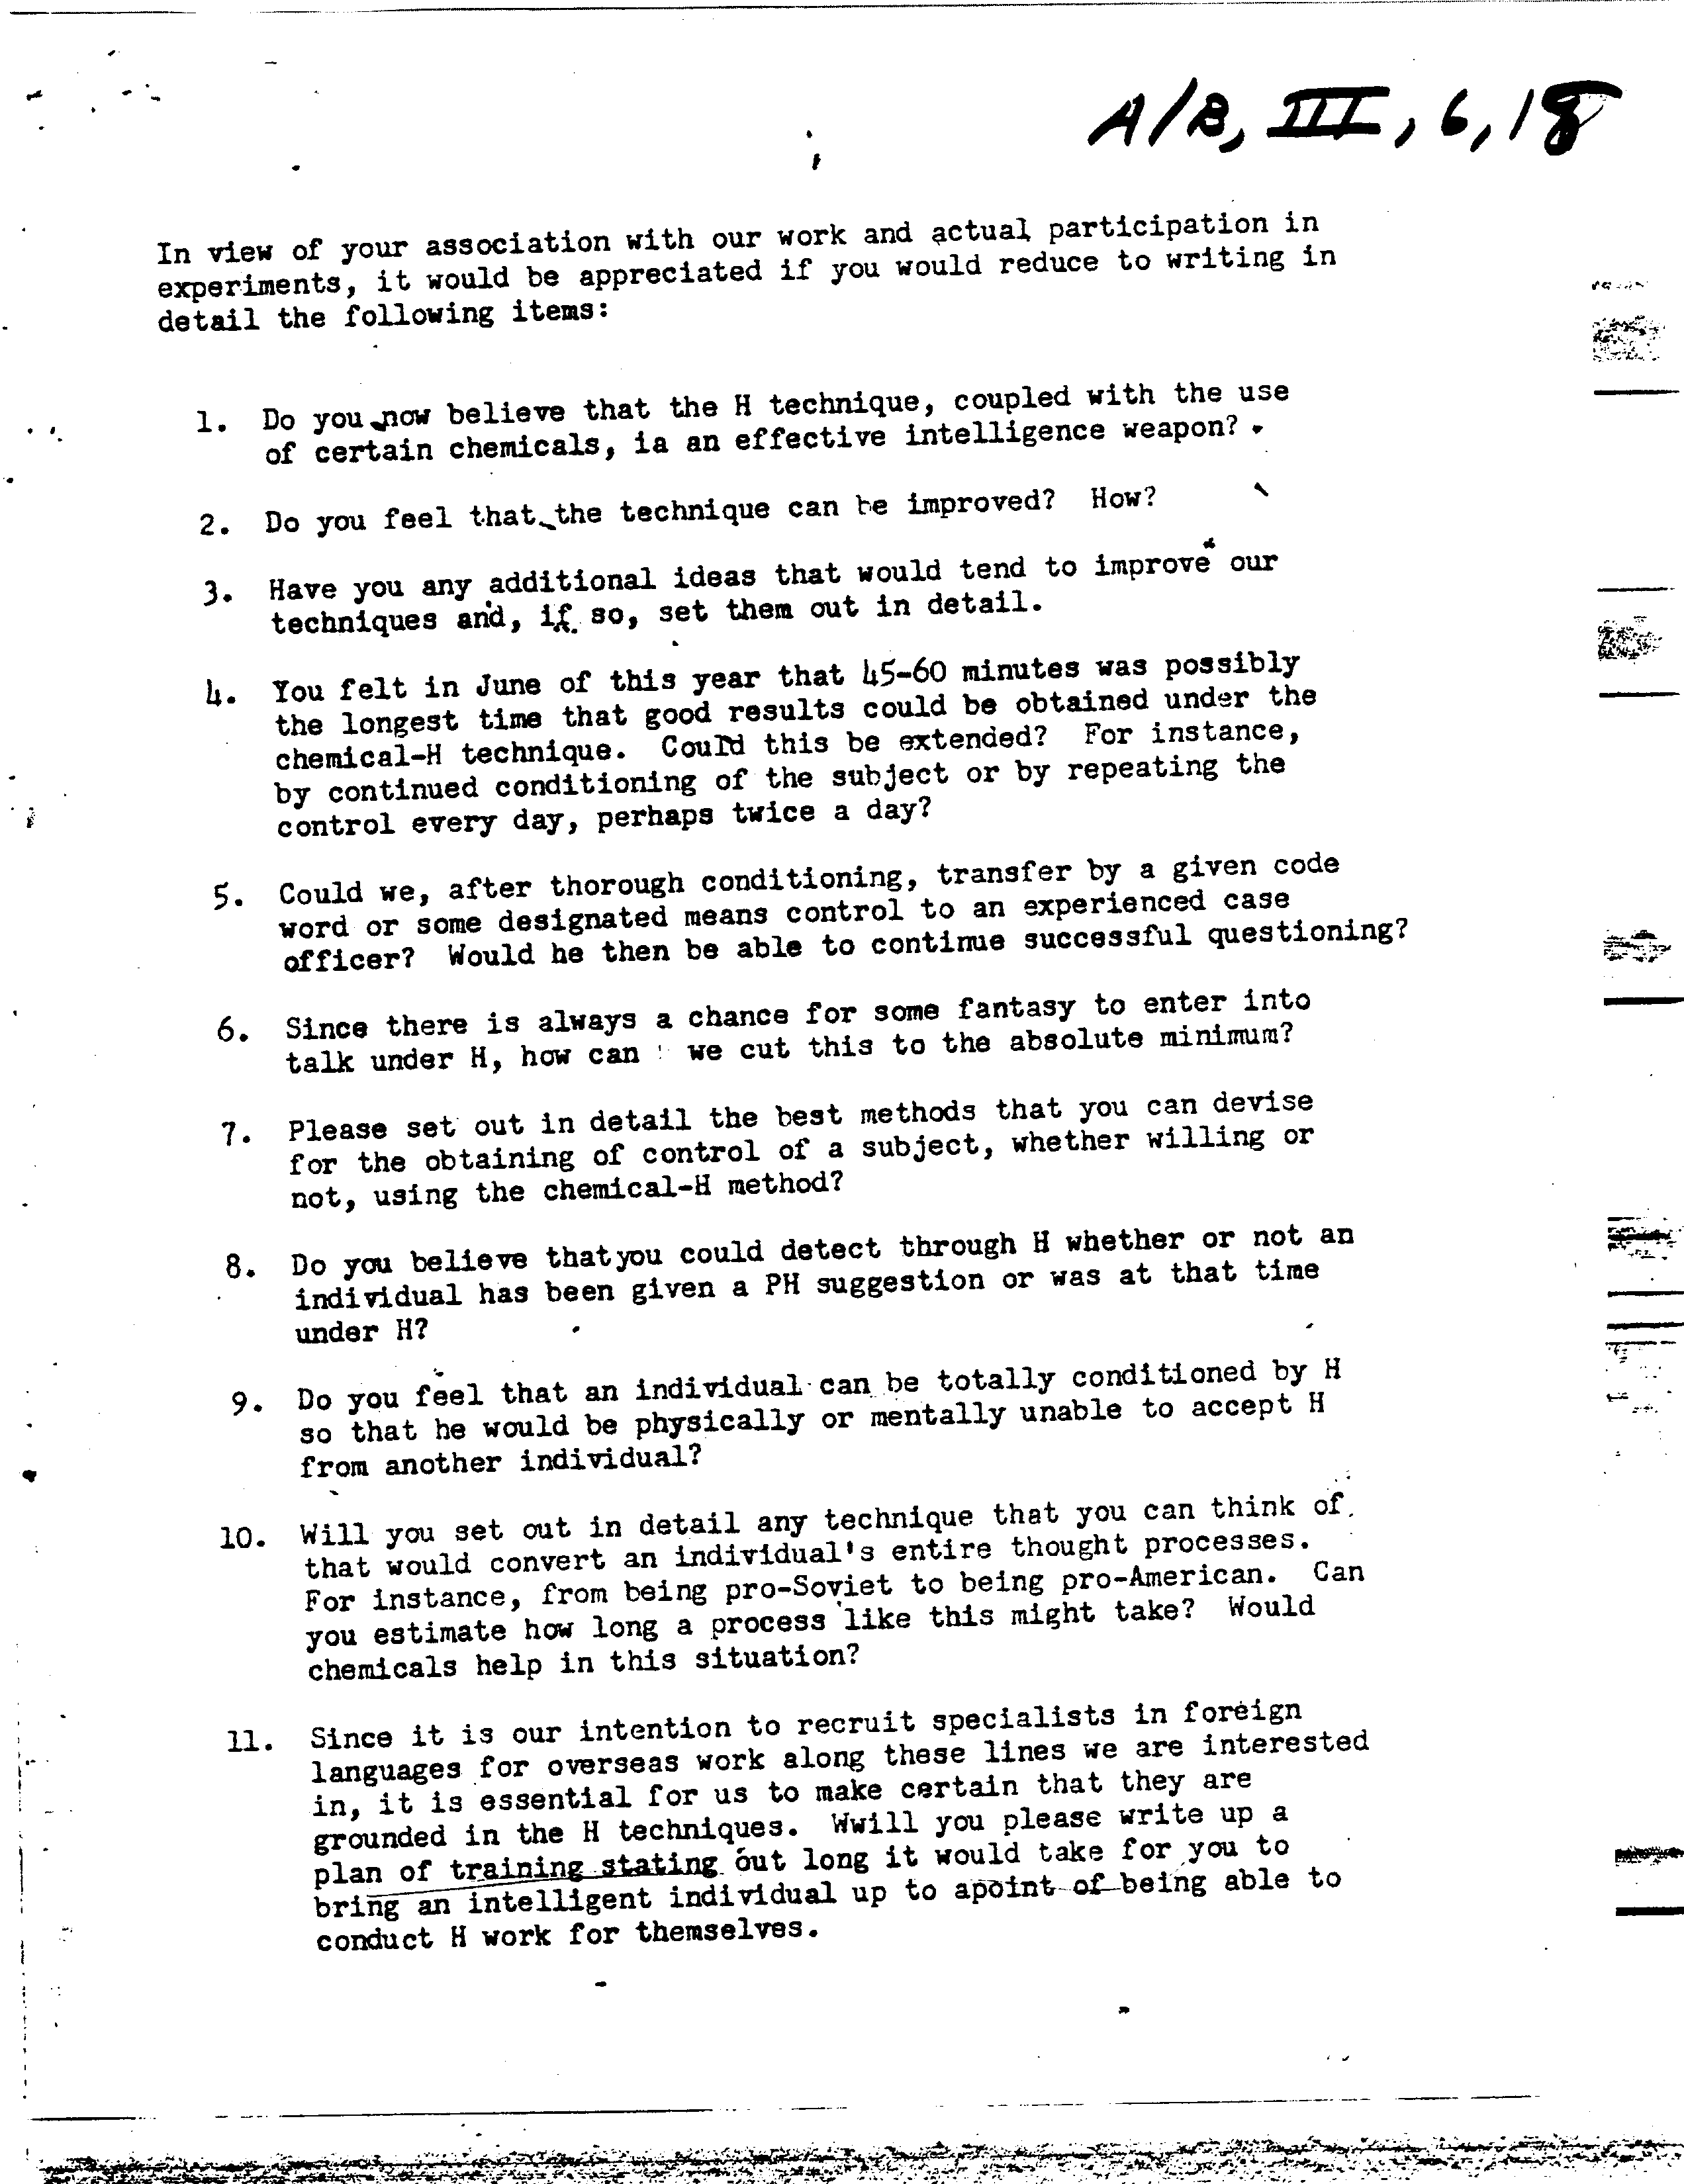 A/B, III, 6, 18
In view of your association with our work and actual participation in
experiments, it would be appreciated if you would reduce to writing in
detail the following items:
1. Do you now believe that the H technique, coupled with the use
of certain chemicals, ia an effective intelligence weapon?
2. Do you feel that the technique can be improved? How?
3. Have you any additional ideas that would tend to improve our
techniques and, if so, set them out in detail.
4. You felt in June of this year that 45-60 minutes was possibly
the longest time that good results could be obtained under the
chemical-H technique. Could this be extended? For instance,
by continued conditioning of the subject or by repeating the
control every day, perhaps twice a day?
5. Could we, after thorough conditioning, transfer by a given code
word or some designated means control to an experienced case
officer? Would he then be able to continue successful questioning?
6. Since there is always a chance for some fantasy to enter into
talk under H, how can we cut this to the absolute minimum?
7. Please set out in detail the best methods that you can devise
for the obtaining of control of a subject, whether willing or
not, using the chemical-H method?
8. Do you believe thatyou could detect through H whether or not an
individual has been given a PH suggestion or was at that time
under H?
9. Do you feel that an individual can be totally conditioned by H
so that he would be physically or mentally unable to accept H
from another individual?
10. Will you set out in detail any technique that you can think of
that would convert an individual's entire thought processes.
For instance, from being pro-Soviet to being pro-American. Can
you estimate how long a process like this might take? Would
chemicals help in this situation?
11. Since it is our intention to recruit specialists in foreign
languages for overseas work along these lines we are interested
in, it is essential for us to make certain that they are
grounded in the H techniques. Wwill you please write up a
plan of training stating out long it would take for you to
bring an intelligent individual up to apoint of being able to
conduct H work for themselves.